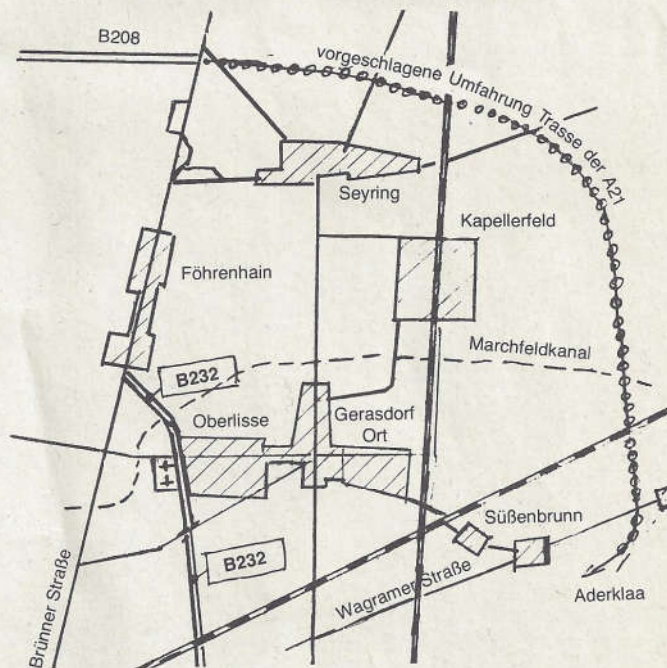 B208
vorgeschlagene Umfahrung Trasse der A21
Seyring
Kapellerfeld
Föhrenhain
Marchfeldkanal
B232
Oberlisse
Gerasdorf
Ort
Süßenbrunn
B232
Wagramer Straße
Aderklaa
Brünner Straße